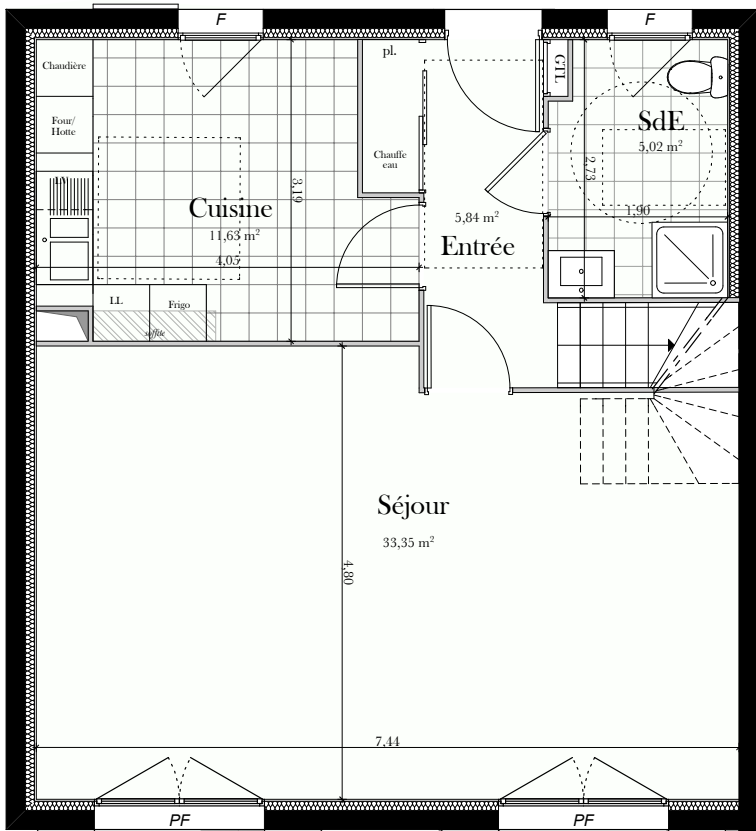 F
F
Chaudière
pl.
GTL
Four/
Hotte
SdE
5,02 m²
Chauffe
eau
2,73
LV
3,19
Cuisine
11,63 m²
4,05
1,90
5,84 m²
Entrée
LL
Frigo
soffite
Séjour
33,35 m²
4,80
7,44
PF
PF